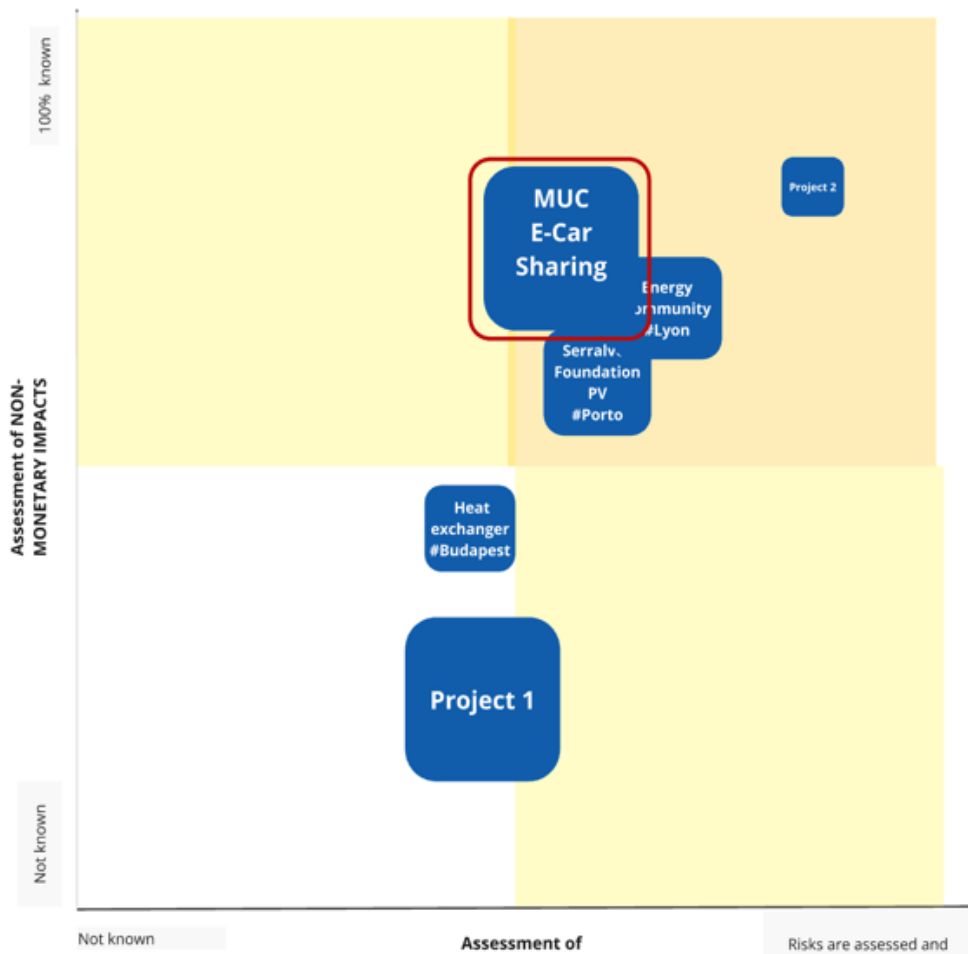 100% known
MUC
E-Car
Sharing
Project 2
Energy
ommunity
#Lyon
Foundation
PV
#Porto
Assessment of NON-
MONETARY IMPACTS
Heat
exchanger
#Budapest
Project 1
Not known
Not known
Assessment of
Risks are assessed and